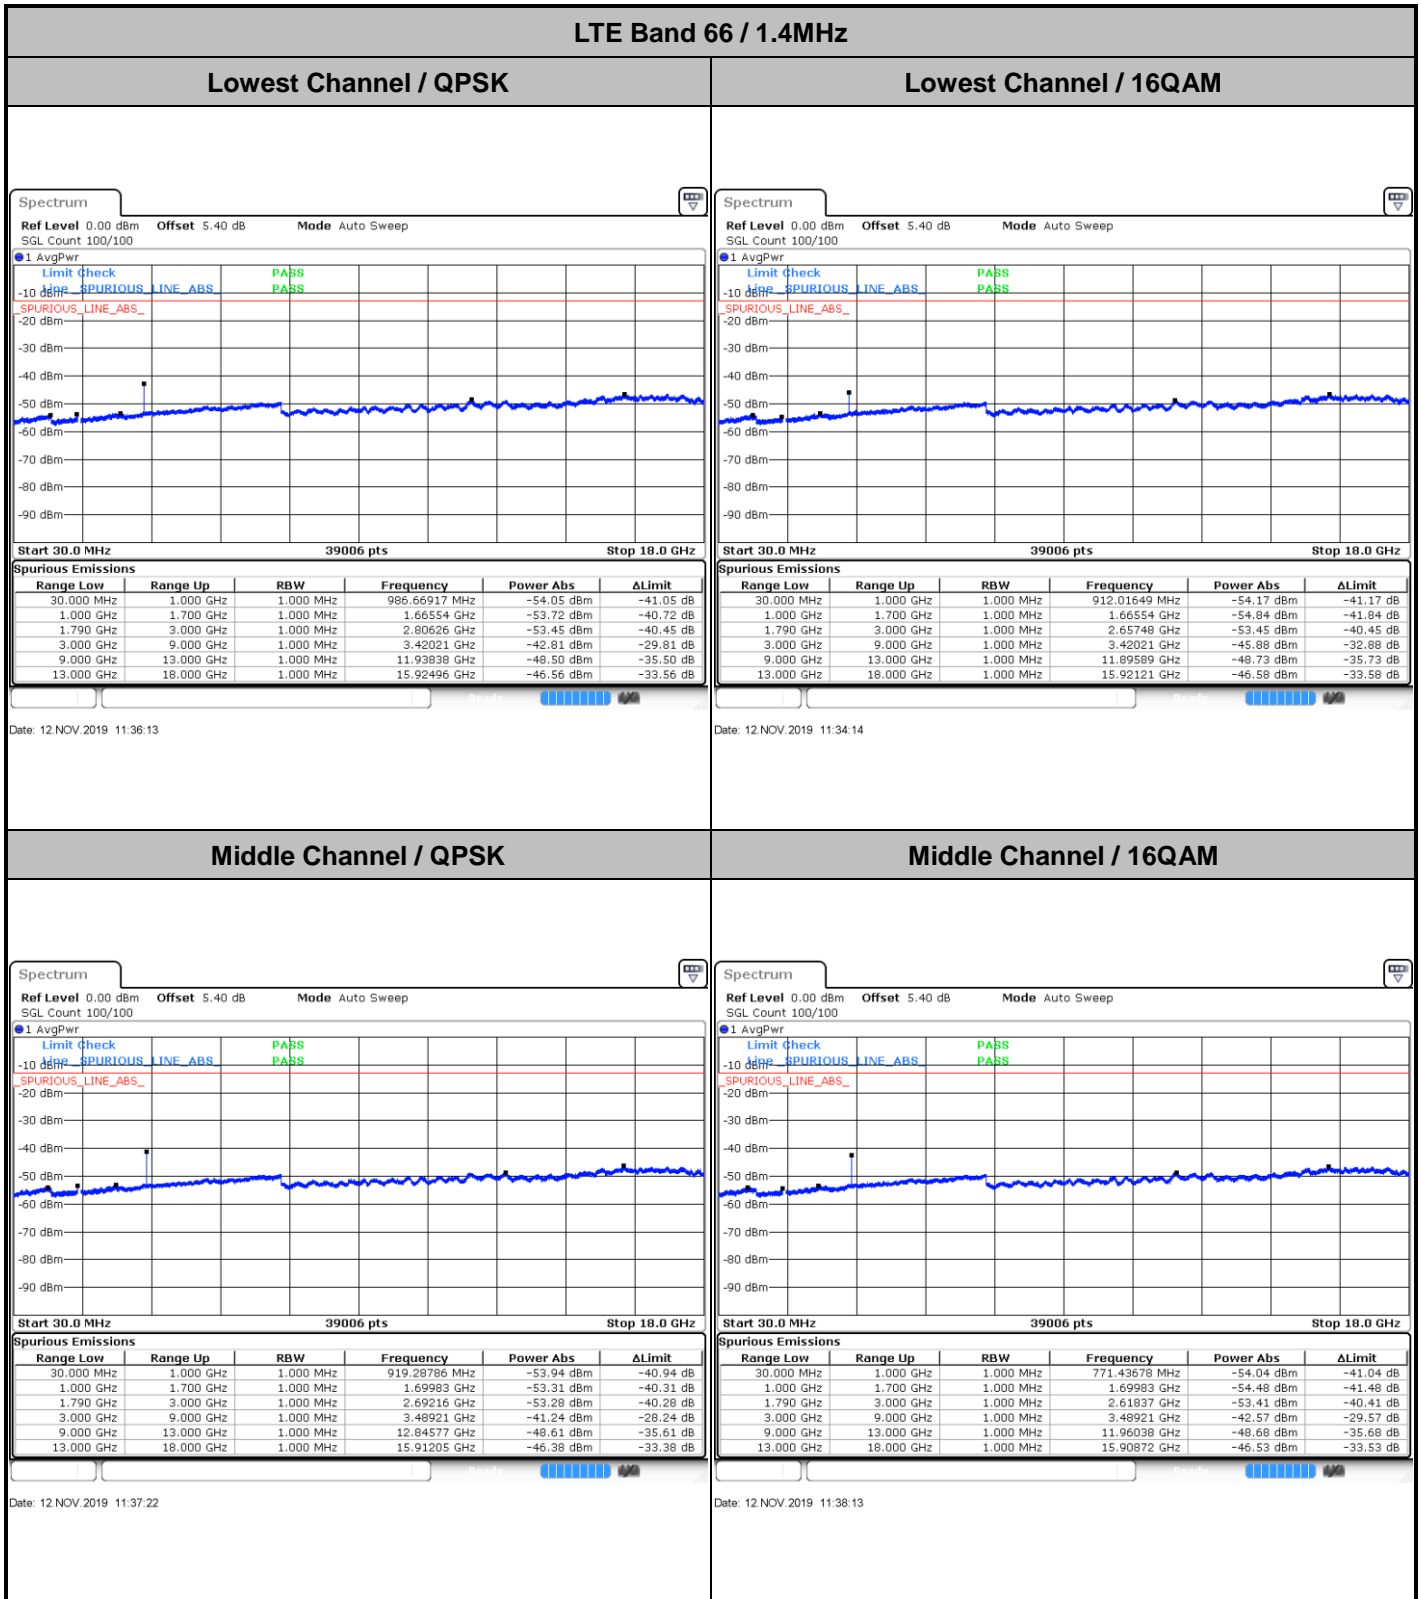 LTE Band 66 / 1.4MHz
Lowest Channel / QPSK
Lowest Channel / 16QAM
Spectrum
Ref Level 0.00 dBm Offset 5.40 dB Mode Auto Sweep
SGL Count 100/100
1 AvgPwr
Limit Check PASS
Line _SPURIOUS_LINE_ABS_ PASS
-10 dBm
_SPURIOUS_LINE_ABS_
-20 dBm
-30 dBm
-40 dBm
-50 dBm
-60 dBm
-70 dBm
-80 dBm
-90 dBm
Start 30.0 MHz 39006 pts Stop 18.0 GHz
Spurious Emissions
Range Low Range Up RBW Frequency Power Abs ΔLimit
30.000 MHz 1.000 GHz 1.000 MHz 986.66917 MHz -54.05 dBm -41.05 dB
1.000 GHz 1.700 GHz 1.000 MHz 1.66554 GHz -53.72 dBm -40.72 dB
1.790 GHz 3.000 GHz 1.000 MHz 2.80626 GHz -53.45 dBm -40.45 dB
3.000 GHz 9.000 GHz 1.000 MHz 3.42021 GHz -42.81 dBm -29.81 dB
9.000 GHz 13.000 GHz 1.000 MHz 11.93838 GHz -48.50 dBm -35.50 dB
13.000 GHz 18.000 GHz 1.000 MHz 15.92496 GHz -46.56 dBm -33.56 dB
Date: 12.NOV.2019 11:36:13
Spectrum
Ref Level 0.00 dBm Offset 5.40 dB Mode Auto Sweep
SGL Count 100/100
1 AvgPwr
Limit Check PASS
Line _SPURIOUS_LINE_ABS_ PASS
-10 dBm
_SPURIOUS_LINE_ABS_
-20 dBm
-30 dBm
-40 dBm
-50 dBm
-60 dBm
-70 dBm
-80 dBm
-90 dBm
Start 30.0 MHz 39006 pts Stop 18.0 GHz
Spurious Emissions
Range Low Range Up RBW Frequency Power Abs ΔLimit
30.000 MHz 1.000 GHz 1.000 MHz 912.01649 MHz -54.17 dBm -41.17 dB
1.000 GHz 1.700 GHz 1.000 MHz 1.66554 GHz -54.84 dBm -41.84 dB
1.790 GHz 3.000 GHz 1.000 MHz 2.65748 GHz -53.45 dBm -40.45 dB
3.000 GHz 9.000 GHz 1.000 MHz 3.42021 GHz -45.88 dBm -32.88 dB
9.000 GHz 13.000 GHz 1.000 MHz 11.89589 GHz -48.73 dBm -35.73 dB
13.000 GHz 18.000 GHz 1.000 MHz 15.92121 GHz -46.58 dBm -33.58 dB
Date: 12.NOV.2019 11:34:14
Middle Channel / QPSK
Middle Channel / 16QAM
Spectrum
Ref Level 0.00 dBm Offset 5.40 dB Mode Auto Sweep
SGL Count 100/100
1 AvgPwr
Limit Check PASS
Line _SPURIOUS_LINE_ABS_ PASS
-10 dBm
_SPURIOUS_LINE_ABS_
-20 dBm
-30 dBm
-40 dBm
-50 dBm
-60 dBm
-70 dBm
-80 dBm
-90 dBm
Start 30.0 MHz 39006 pts Stop 18.0 GHz
Spurious Emissions
Range Low Range Up RBW Frequency Power Abs ΔLimit
30.000 MHz 1.000 GHz 1.000 MHz 919.28786 MHz -53.94 dBm -40.94 dB
1.000 GHz 1.700 GHz 1.000 MHz 1.69983 GHz -53.31 dBm -40.31 dB
1.790 GHz 3.000 GHz 1.000 MHz 2.69216 GHz -53.28 dBm -40.28 dB
3.000 GHz 9.000 GHz 1.000 MHz 3.48921 GHz -41.24 dBm -28.24 dB
9.000 GHz 13.000 GHz 1.000 MHz 12.84577 GHz -48.61 dBm -35.61 dB
13.000 GHz 18.000 GHz 1.000 MHz 15.91205 GHz -46.38 dBm -33.38 dB
Date: 12.NOV.2019 11:37:22
Spectrum
Ref Level 0.00 dBm Offset 5.40 dB Mode Auto Sweep
SGL Count 100/100
1 AvgPwr
Limit Check PASS
Line _SPURIOUS_LINE_ABS_ PASS
-10 dBm
_SPURIOUS_LINE_ABS_
-20 dBm
-30 dBm
-40 dBm
-50 dBm
-60 dBm
-70 dBm
-80 dBm
-90 dBm
Start 30.0 MHz 39006 pts Stop 18.0 GHz
Spurious Emissions
Range Low Range Up RBW Frequency Power Abs ΔLimit
30.000 MHz 1.000 GHz 1.000 MHz 771.43678 MHz -54.04 dBm -41.04 dB
1.000 GHz 1.700 GHz 1.000 MHz 1.69983 GHz -54.48 dBm -41.48 dB
1.790 GHz 3.000 GHz 1.000 MHz 2.61837 GHz -53.41 dBm -40.41 dB
3.000 GHz 9.000 GHz 1.000 MHz 3.48921 GHz -42.57 dBm -29.57 dB
9.000 GHz 13.000 GHz 1.000 MHz 11.96038 GHz -48.68 dBm -35.68 dB
13.000 GHz 18.000 GHz 1.000 MHz 15.90872 GHz -46.53 dBm -33.53 dB
Date: 12.NOV.2019 11:38:13